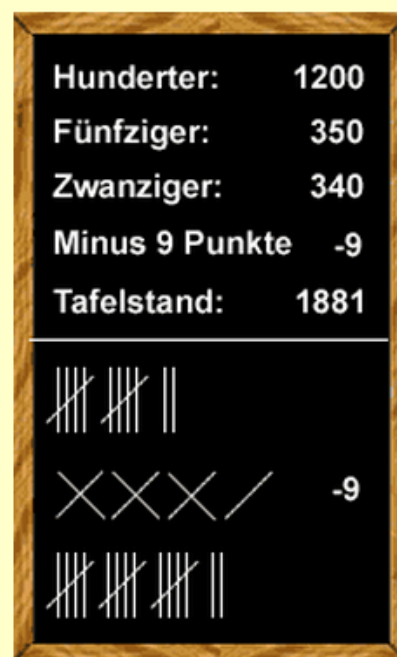 Hunderter: 1200
Fünfziger: 350
Zwanziger: 340
Minus 9 Punkte -9
Tafelstand: 1881
-9